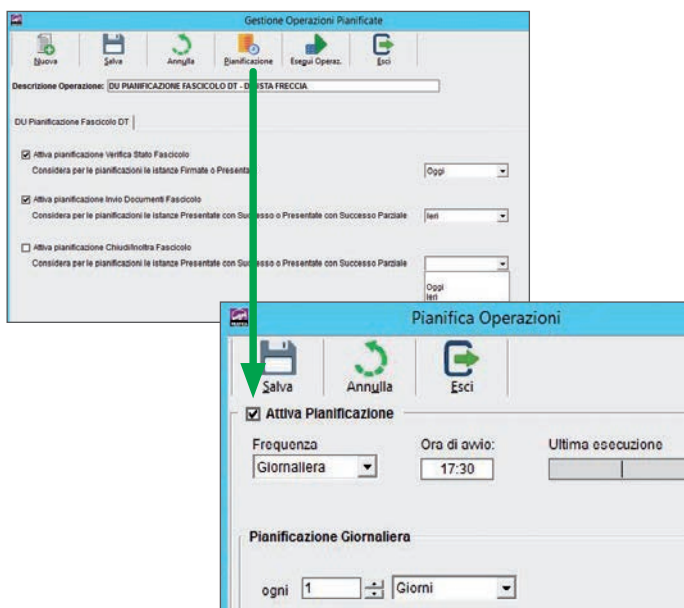 Gestione Operazioni Pianificate
Nuova Salva Annulla Pianificazione Esegui Operaz. Esci
Descrizione Operazione: DU PIANIFICAZIONE FASCICOLO DT - D ISTA FRECCIA
DU Pianificazione Fascicolo DT
Attiva pianificazione Verifica Stato Fascicolo
Considera per le pianificazioni le istanze Firmate o Presentate Oggi
Attiva pianificazione Invio Documenti Fascicolo
Considera per le pianificazioni le istanze Presentate con Successo o Presentate con Successo Parziale Ieri
Attiva pianificazione Chiudi/Inoltra Fascicolo
Considera per le pianificazioni le istanze Presentate con Successo o Presentate con Successo Parziale
Oggi
Ieri
Pianifica Operazioni
Salva Annulla Esci
Attiva Pianificazione
Frequenza Ora di avvio: Ultima esecuzione
Giornaliera 17:30
Pianificazione Giornaliera
ogni 1 Giorni